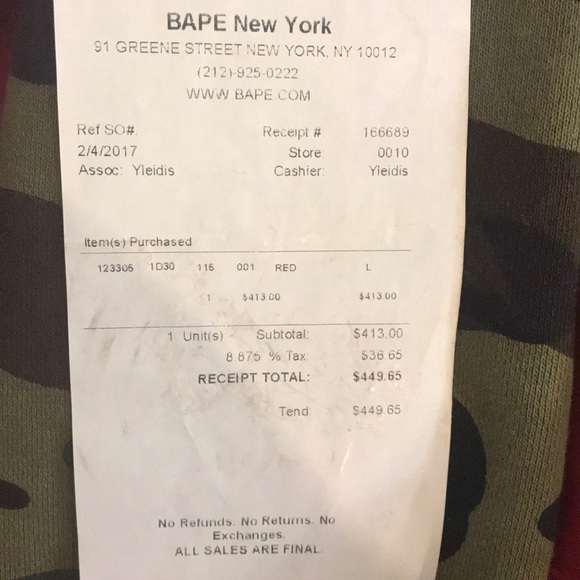 BAPE New York
91 GREENE STREET NEW YORK, NY 10012
(212)-925-0222
WWW.BAPE.COM
Ref SO#: Receipt # 166689
2/4/2017 Store: 0010
Assoc: Yleidis Cashier: Yleidis
Item(s) Purchased
123305 1D30 115 001 RED L
1 $413.00 $413.00
1 Unit(s) Subtotal: $413.00
8.875 % Tax: $36.65
RECEIPT TOTAL: $449.65
Tend: $449.65
No Refunds. No Returns. No
Exchanges.
ALL SALES ARE FINAL.